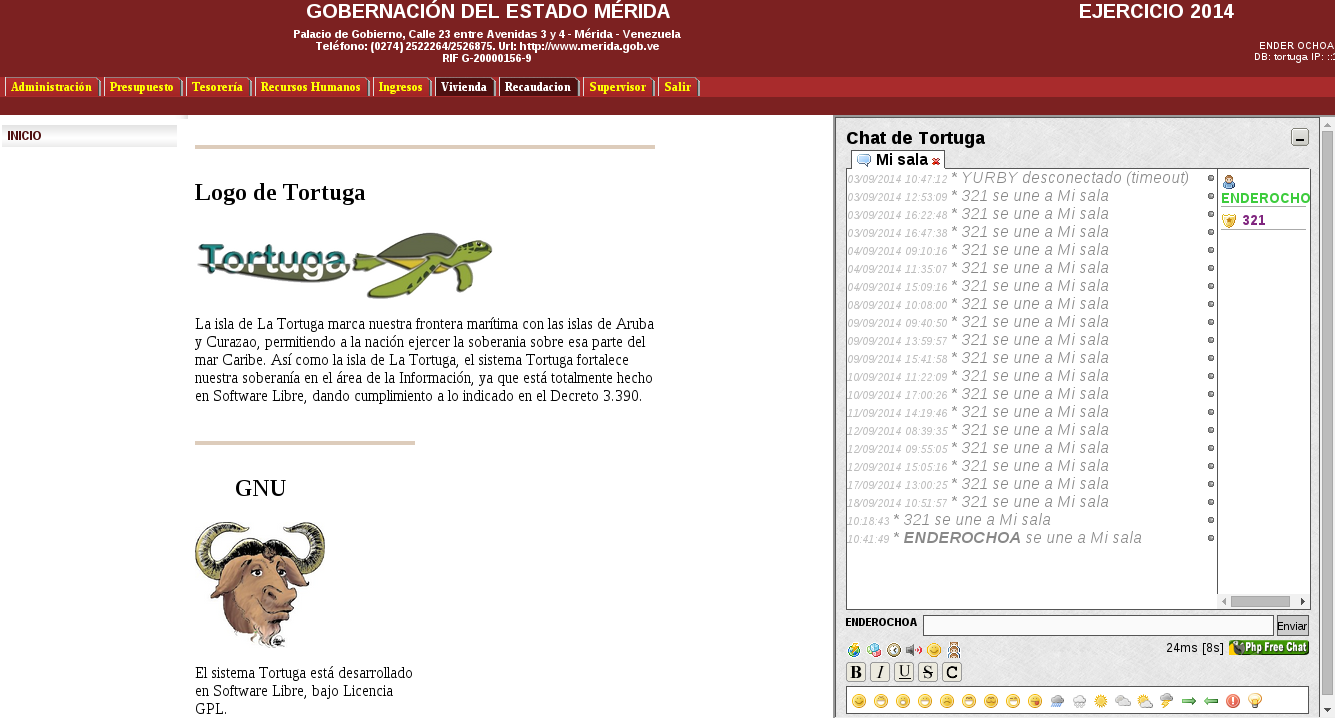 GOBERNACIÓN DEL ESTADO MÉRIDA
EJERCICIO 2014
Palacio de Gobierno, Calle 23 entre Avenidas 3 y 4 - Mérida - Venezuela
Teléfono: (0274) 2522264/2526875. Url: http://www.merida.gob.ve
RIF G-20000156-9
ENDER OCHOA
DB: tortuga IP: ::1
Administración Presupuesto Tesorería Recursos Humanos Ingresos Vivienda Recaudacion Supervisor Salir
INICIO
Logo de Tortuga
Tortuga
La isla de La Tortuga marca nuestra frontera marítima con las islas de Aruba
y Curazao, permitiendo a la nación ejercer la soberania sobre esa parte del
mar Caribe. Así como la isla de La Tortuga, el sistema Tortuga fortalece
nuestra soberanía en el área de la Información, ya que está totalmente hecho
en Software Libre, dando cumplimiento a lo indicado en el Decreto 3.390.
GNU
El sistema Tortuga está desarrollado
en Software Libre, bajo Licencia
GPL.
Chat de Tortuga
Mi sala
03/09/2014 10:47:12 * YURBY desconectado (timeout)
03/09/2014 12:53:09 * 321 se une a Mi sala
03/09/2014 16:22:48 * 321 se une a Mi sala
03/09/2014 16:47:38 * 321 se une a Mi sala
04/09/2014 09:10:16 * 321 se une a Mi sala
04/09/2014 11:35:07 * 321 se une a Mi sala
04/09/2014 15:09:16 * 321 se une a Mi sala
08/09/2014 10:08:00 * 321 se une a Mi sala
09/09/2014 09:40:50 * 321 se une a Mi sala
09/09/2014 13:59:57 * 321 se une a Mi sala
09/09/2014 15:41:58 * 321 se une a Mi sala
10/09/2014 11:22:09 * 321 se une a Mi sala
10/09/2014 17:00:26 * 321 se une a Mi sala
11/09/2014 14:19:46 * 321 se une a Mi sala
12/09/2014 08:39:35 * 321 se une a Mi sala
12/09/2014 09:55:05 * 321 se une a Mi sala
12/09/2014 15:05:16 * 321 se une a Mi sala
17/09/2014 13:00:25 * 321 se une a Mi sala
18/09/2014 10:51:57 * 321 se une a Mi sala
10:18:43 * 321 se une a Mi sala
10:41:49 * ENDEROCHOA se une a Mi sala
ENDEROCHO
321
ENDEROCHOA
Enviar
24ms [8s] Php Free Chat
B I U S C